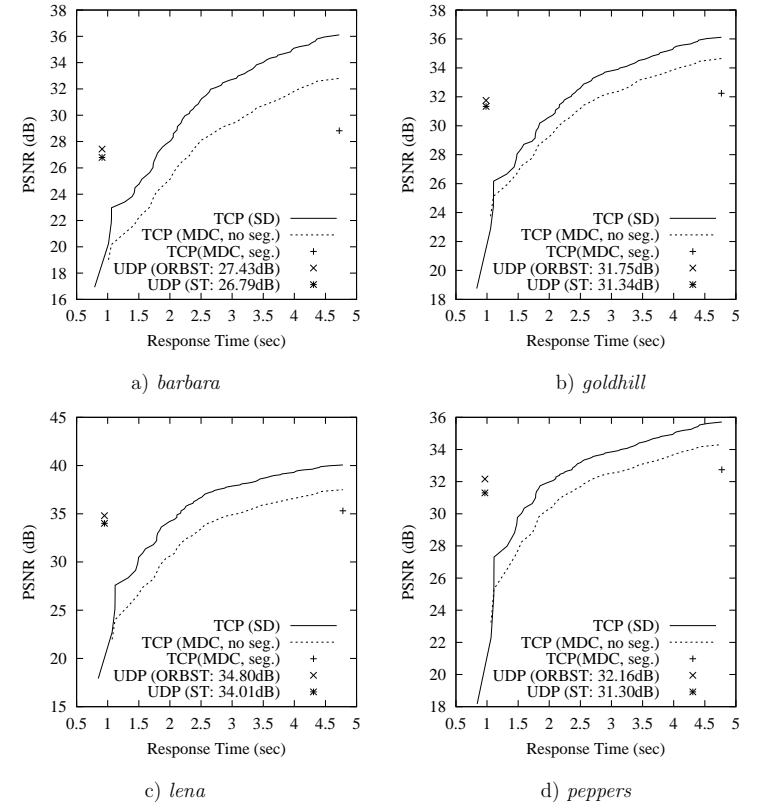 38
36
34
32
30
28
26
24
22
20
18
16
PSNR (dB)
TCP (SD)
TCP (MDC, no seg.)
TCP(MDC, seg.)
UDP (ORBST: 27.43dB)
UDP (ST: 26.79dB)
0.5 1 1.5 2 2.5 3 3.5 4 4.5 5
Response Time (sec)
a) barbara
38
36
34
32
30
28
26
24
22
20
18
PSNR (dB)
TCP (SD)
TCP (MDC, no seg.)
TCP(MDC, seg.)
UDP (ORBST: 31.75dB)
UDP (ST: 31.34dB)
0.5 1 1.5 2 2.5 3 3.5 4 4.5 5
Response Time (sec)
b) goldhill
45
40
35
30
25
20
15
PSNR (dB)
TCP (SD)
TCP (MDC, no seg.)
TCP(MDC, seg.)
UDP (ORBST: 34.80dB)
UDP (ST: 34.01dB)
0.5 1 1.5 2 2.5 3 3.5 4 4.5 5
Response Time (sec)
c) lena
36
34
32
30
28
26
24
22
20
18
PSNR (dB)
TCP (SD)
TCP (MDC, no seg.)
TCP(MDC, seg.)
UDP (ORBST: 32.16dB)
UDP (ST: 31.30dB)
0.5 1 1.5 2 2.5 3 3.5 4 4.5 5
Response Time (sec)
d) peppers